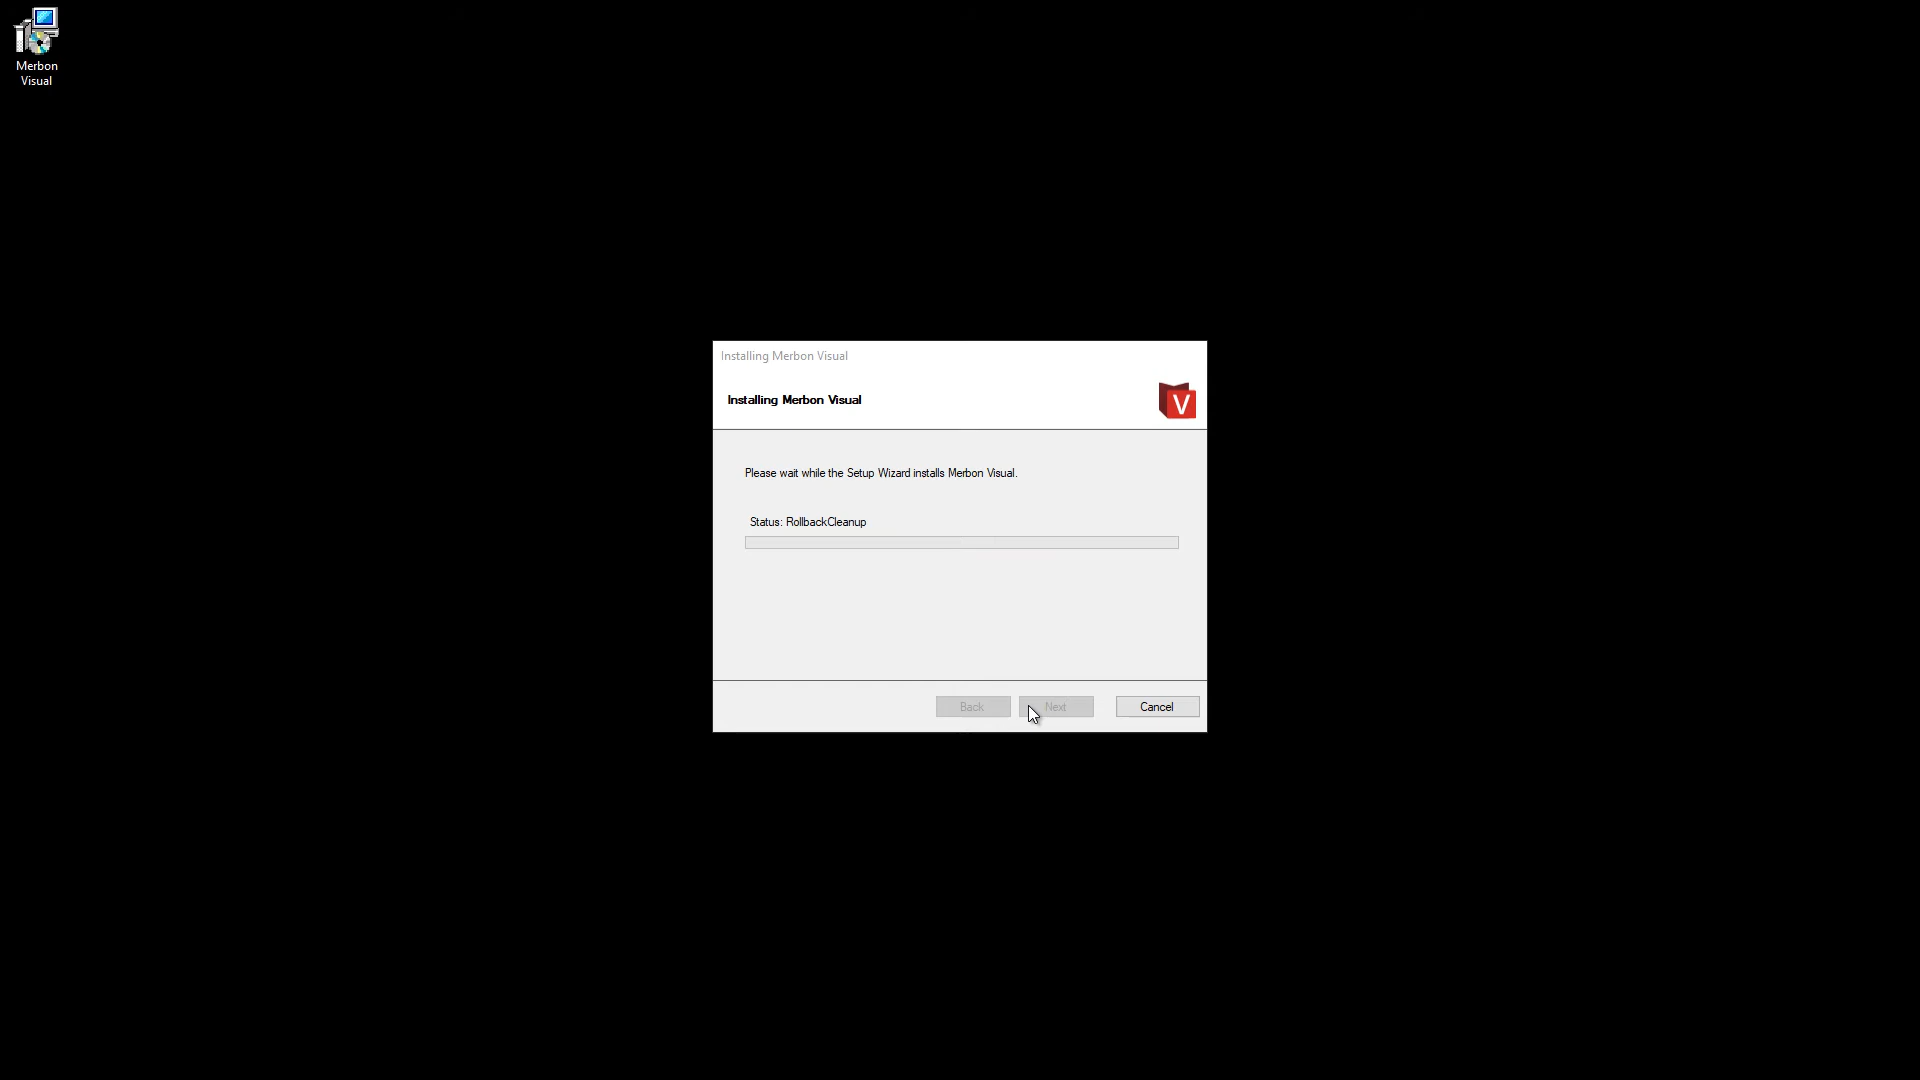 Merbon
Visual
Installing Merbon Visual
Installing Merbon Visual
V
Please wait while the Setup Wizard installs Merbon Visual.
Status: RollbackCleanup
Back Next Cancel